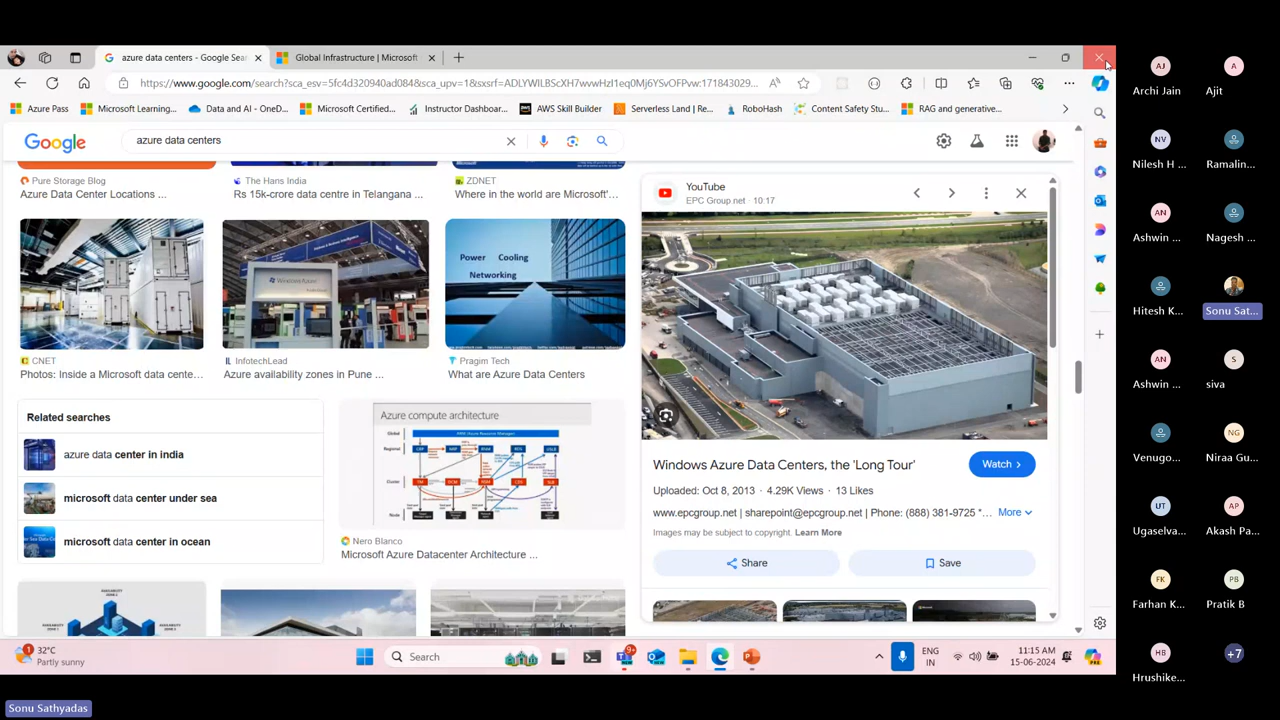 azure data centers - Google Sea
Global Infrastructure | Microsoft
https://www.google.com/search?sca_esv=5fc4d320940ad084&sca_upv=1&sxsrf=ADLYWILBScXH7wvwHzI1eq0Mj6YSvOFPvw:171843029...
Azure Pass
Microsoft Learning...
Data and AI - OneD...
Microsoft Certified...
Instructor Dashboar...
AWS Skill Builder
Serverless Land | Re...
RoboHash
Content Safety Stu...
RAG and generative...
Google
azure data centers
Pure Storage Blog
Azure Data Center Locations ...
The Hans India
Rs 15k-crore data centre in Telangana ...
ZDNET
Where in the world are Microsoft'...
Power Cooling
Networking
Windows Azure
CNET
Photos: Inside a Microsoft data cente...
InfotechLead
Azure availability zones in Pune ...
Pragim Tech
What are Azure Data Centers
Related searches
azure data center in india
microsoft data center under sea
microsoft data center in ocean
Azure compute architecture
Global
Regional
Cluster
Node
Nero Blanco
Microsoft Azure Datacenter Architecture ...
YouTube
EPC Group.net · 10:17
Windows Azure Data Centers, the 'Long Tour'
Watch
Uploaded: Oct 8, 2013 · 4.29K Views · 13 Likes
www.epcgroup.net | sharepoint@epcgroup.net | Phone: (888) 381-9725 *...
More
Images may be subject to copyright. Learn More
Share
Save
1
32°C
Partly sunny
Search
9+
ENG
IN
11:15 AM
15-06-2024
Sonu Sathyadas
AJ
Archi Jain
A
Ajit
NV
Nilesh H ...
Ramalin...
AN
Ashwin ...
Nagesh ...
Hitesh K...
Sonu Sat...
AN
Ashwin ...
S
siva
Venugo...
NG
Niraa Gu...
UT
Ugaselva...
AP
Akash Pa...
FK
Farhan K...
PB
Pratik B
HB
Hrushike...
+7